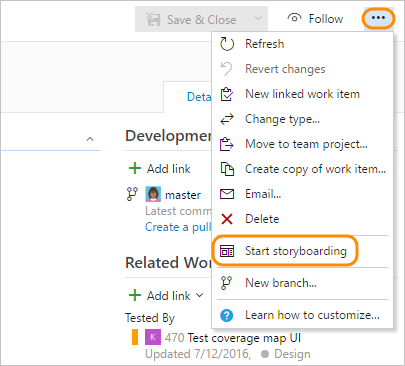 Save & Close
Follow
•••
Refresh
Revert changes
New linked work item
Change type...
Move to team project...
Create copy of work item...
Email...
Delete
Start storyboarding
New branch...
Learn how to customize...
Deta
Developmen
Add link
master
Latest comm
Create a pull
Related Wo
Add link
Tested By
K 470 Test coverage map UI
Updated 7/12/2016, Design